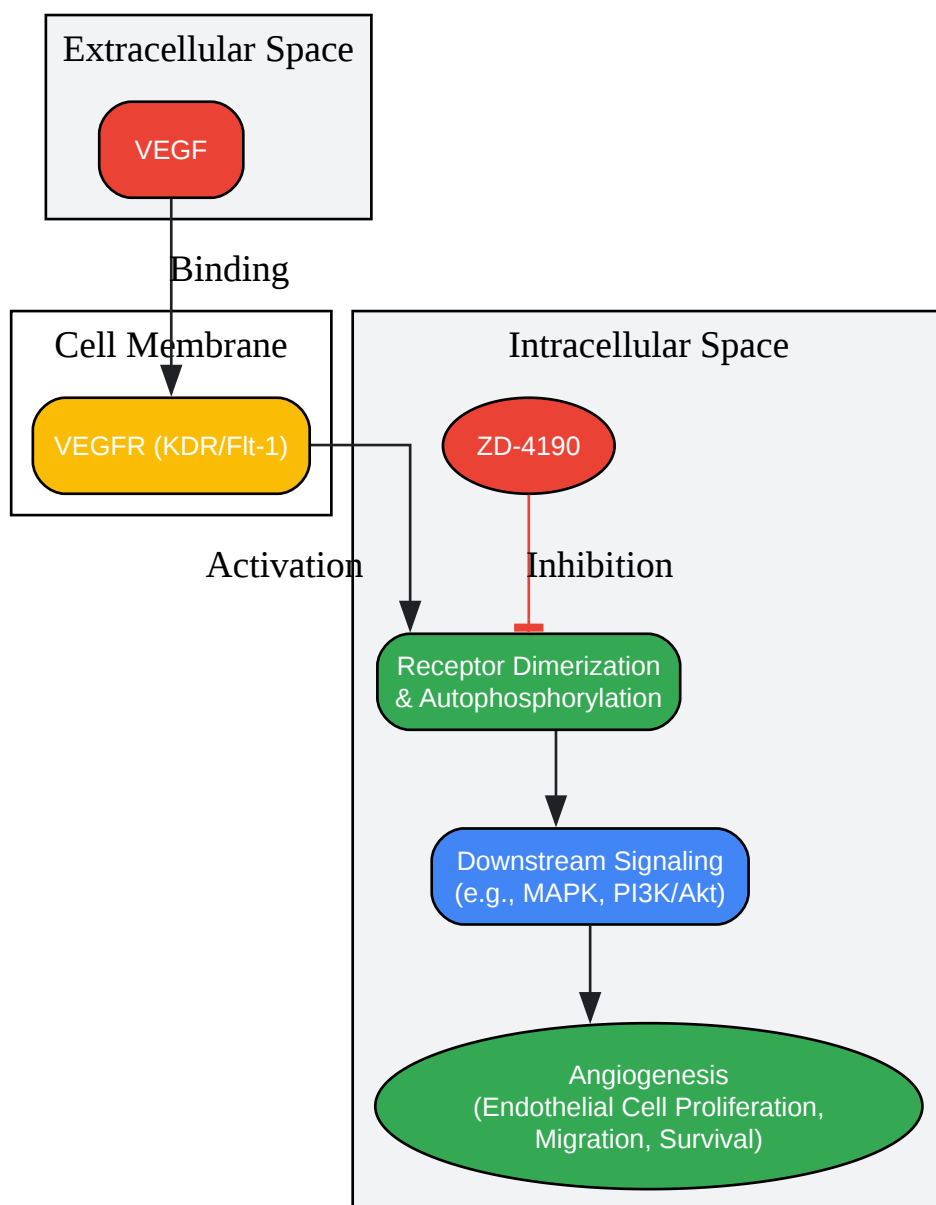 Extracellular Space
VEGF
Binding
Cell Membrane
Intracellular Space
VEGFR (KDR/Flt-1)
ZD-4190
Activation
Inhibition
Receptor Dimerization
& Autophosphorylation
Downstream Signaling
(e.g., MAPK, PI3K/Akt)
Angiogenesis
(Endothelial Cell Proliferation,
Migration, Survival)